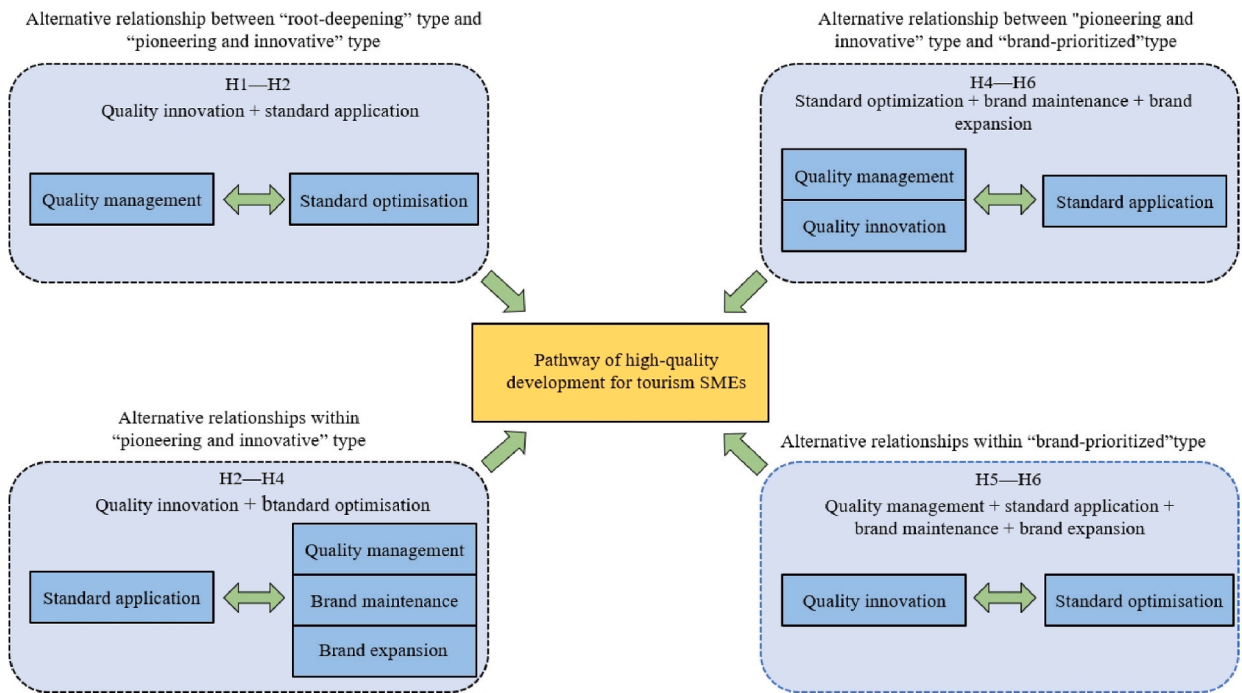 Alternative relationship between “root-deepening” type and
“pioneering and innovative” type
H1—H2
Quality innovation + standard application
Quality management
Standard optimisation
Alternative relationship between "pioneering and
innovative” type and “brand-prioritized”type
H4—H6
Standard optimization + brand maintenance + brand
expansion
Quality management
Quality innovation
Standard application
Pathway of high-quality
development for tourism SMEs
Alternative relationships within
“pioneering and innovative” type
H2—H4
Quality innovation + btandard optimisation
Standard application
Quality management
Brand maintenance
Brand expansion
Alternative relationships within “brand-prioritized”type
H5—H6
Quality management + standard application +
brand maintenance + brand expansion
Quality innovation
Standard optimisation